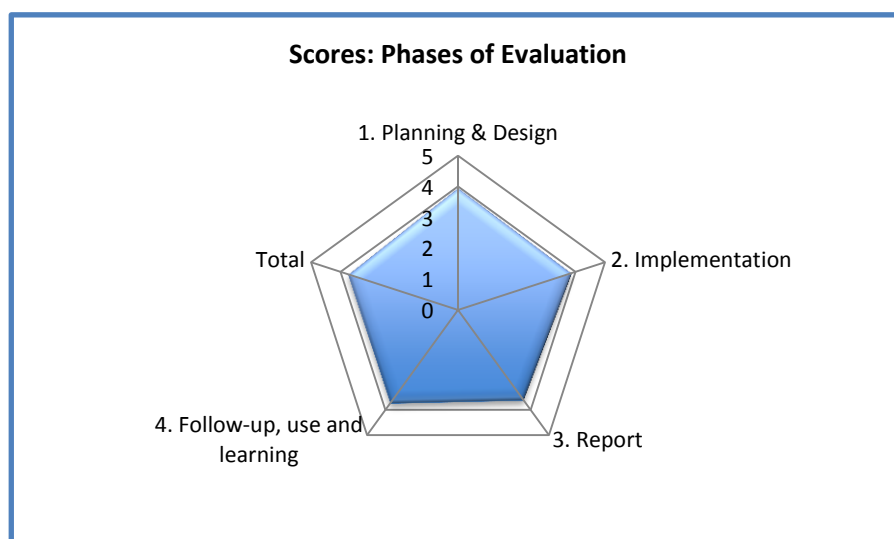 Scores: Phases of Evaluation
1. Planning & Design
5
4
3
2
1
0
Total
2. Implementation
4. Follow-up, use and
learning
3. Report